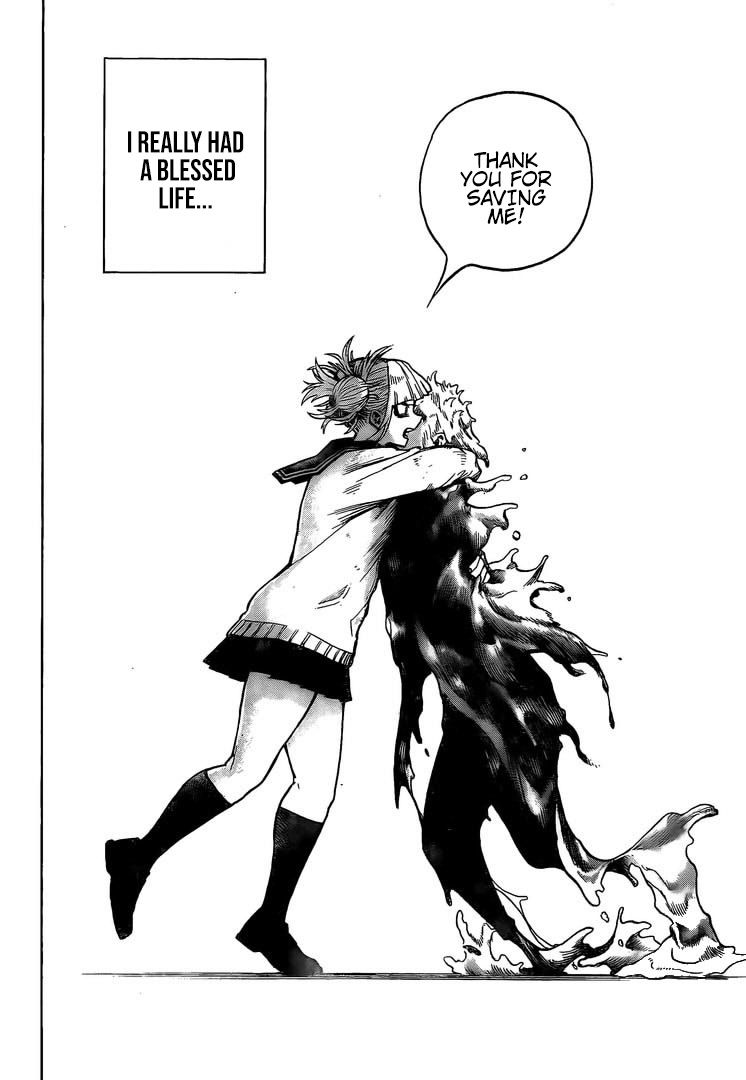 I REALLY HAD
A BLESSED
LIFE...
THANK
YOU FOR
SAVING
ME!